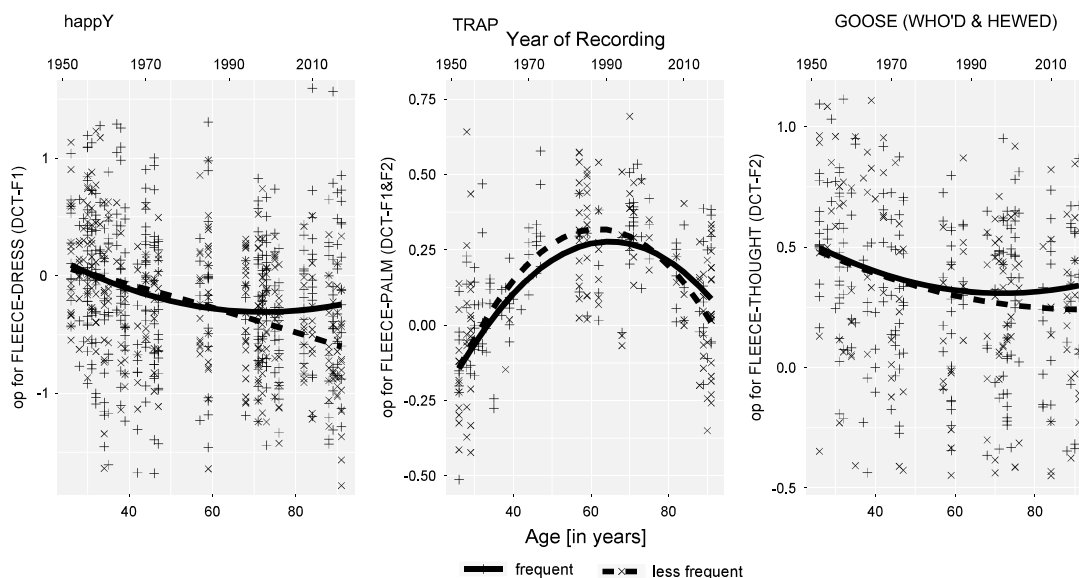 happY
TRAP
GOOSE (WHO'D & HEWED)
Year of Recording
1950 1970 1990 2010
1950 1970 1990 2010
1950 1970 1990 2010
op for FLEECE-DRESS (DCT-F1)
1
0
-1
op for FLEECE-PALM (DCT-F1&F2)
0.75
0.50
0.25
0.00
-0.25
-0.50
op for FLEECE-THOUGHT (DCT-F2)
1.0
0.5
0.0
-0.5
40 60 80
40 60 80
40 60 80
Age [in years]
frequent less frequent